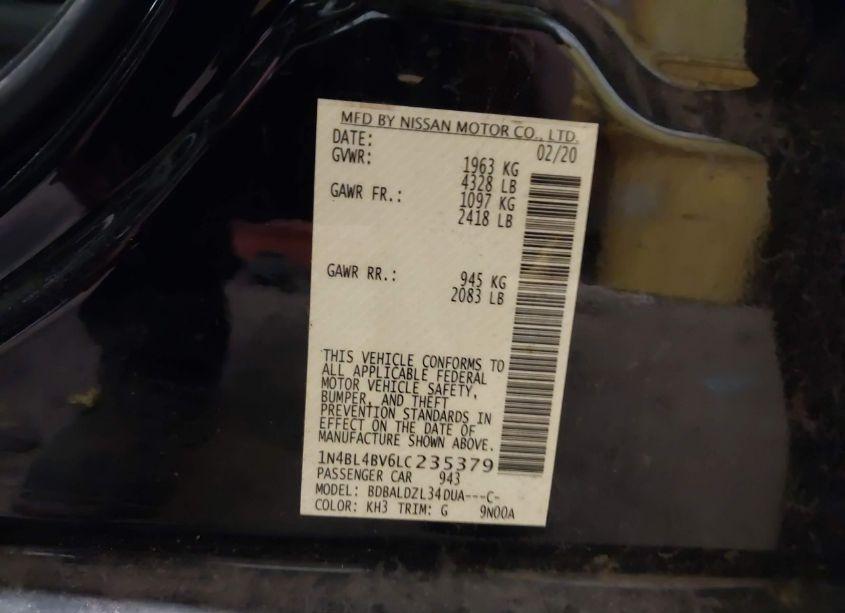 MFD BY NISSAN MOTOR CO., LTD.
DATE: 02/20
GVWR: 1963 KG
4328 LB
GAWR FR.: 1097 KG
2418 LB
GAWR RR.: 945 KG
2083 LB
THIS VEHICLE CONFORMS TO
ALL APPLICABLE FEDERAL
MOTOR VEHICLE SAFETY,
BUMPER, AND THEFT
PREVENTION STANDARDS IN
EFFECT ON THE DATE OF
MANUFACTURE SHOWN ABOVE.
1N4BL4BV6LC235379
PASSENGER CAR 943
MODEL: BDBALDZL34DUA---C-
COLOR: KH3 TRIM: G 9N00A